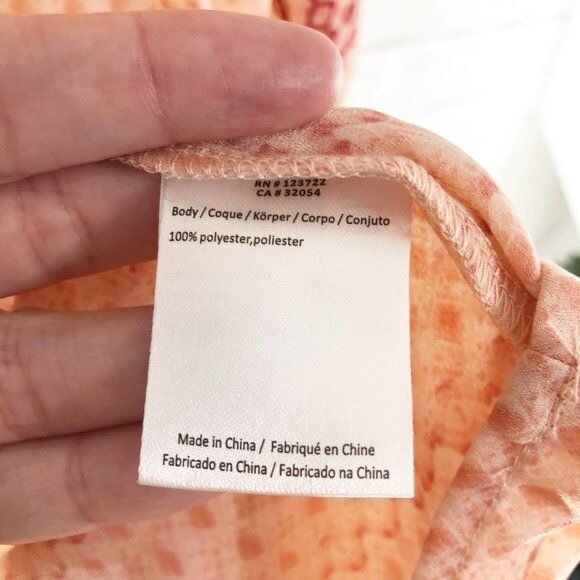 RN # 123722
CA # 32054
Body / Coque / Körper / Corpo / Conjuto
100% polyester,poliester
Made in China / Fabriqué en Chine
Fabricado en China / Fabricado na China